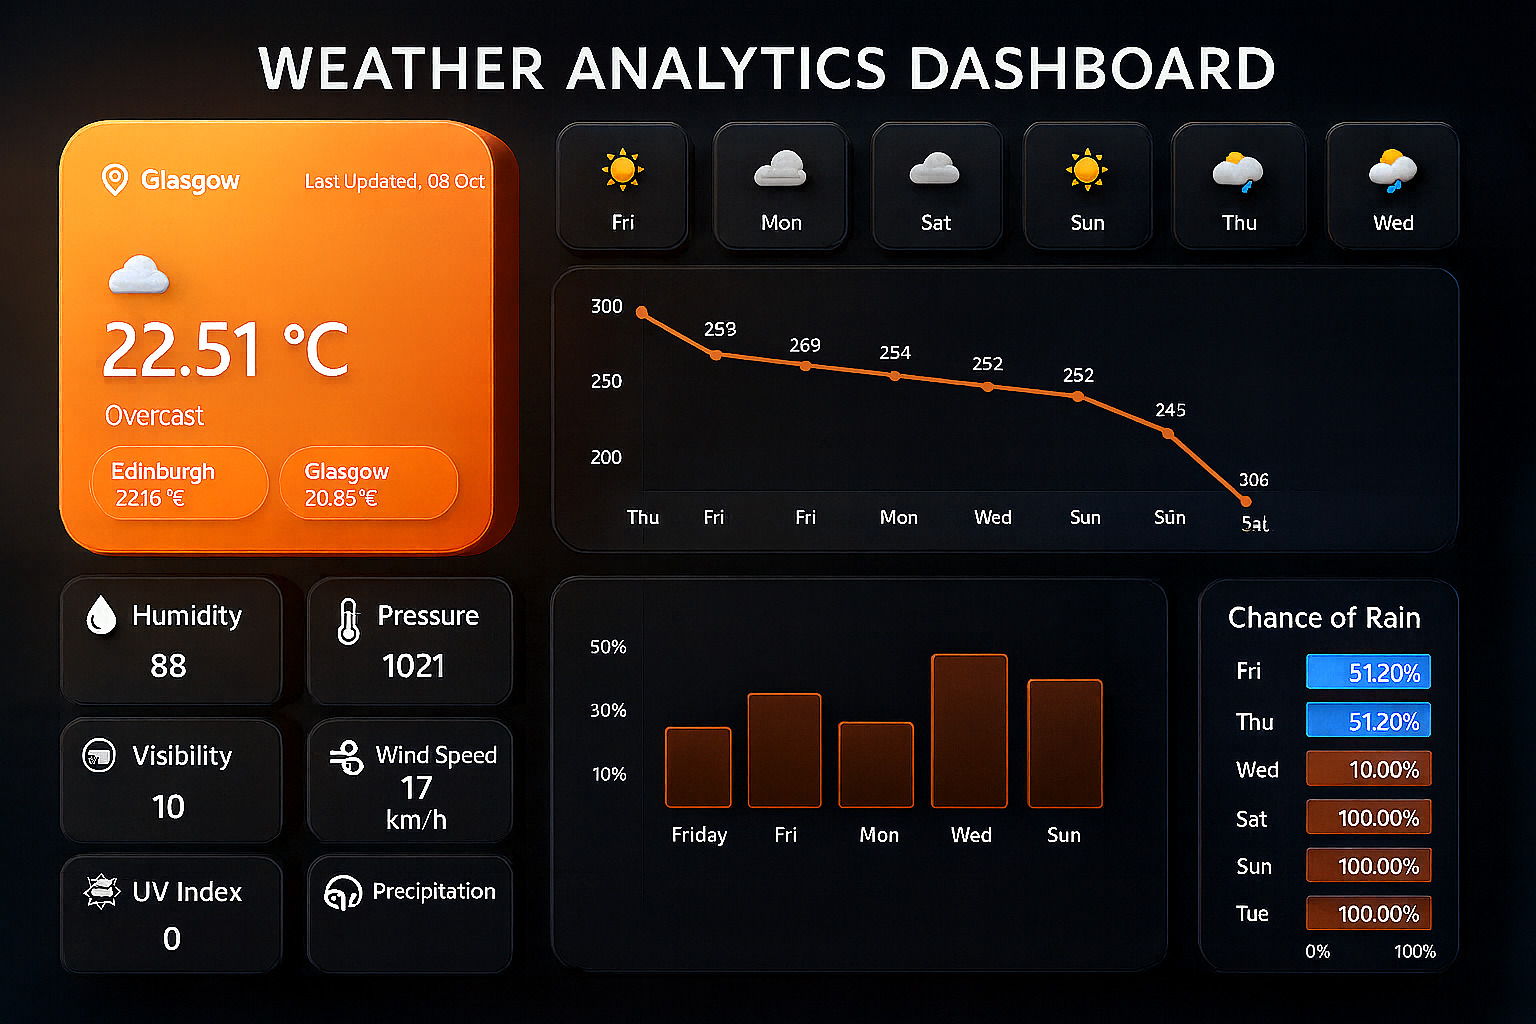 WEATHER ANALYTICS DASHBOARD
Glasgow
Last Updated, 08 Oct
22.51 °C
Overcast
Edinburgh
2216 °€
Glasgow
20.85°€
Fri
Mon
Sat
Sun
Thu
Wed
300
250
200
259
269
254
252
252
245
306
Thu Fri Fri Mon Wed Sun Sun Sat
Humidity
88
Pressure
1021
Visibility
10
Wind Speed
17
km/h
UV Index
0
Precipitation
50%
30%
10%
Friday Fri Mon Wed Sun
Chance of Rain
Fri 51.20%
Thu 51.20%
Wed 10.00%
Sat 100.00%
Sun 100.00%
Tue 100.00%
0% 100%